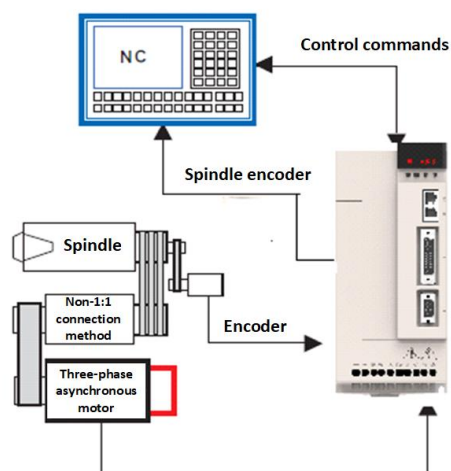 NC
Control commands
Spindle encoder
Spindle
Non-1:1
connection
method
Encoder
Three-phase
asynchronous
motor